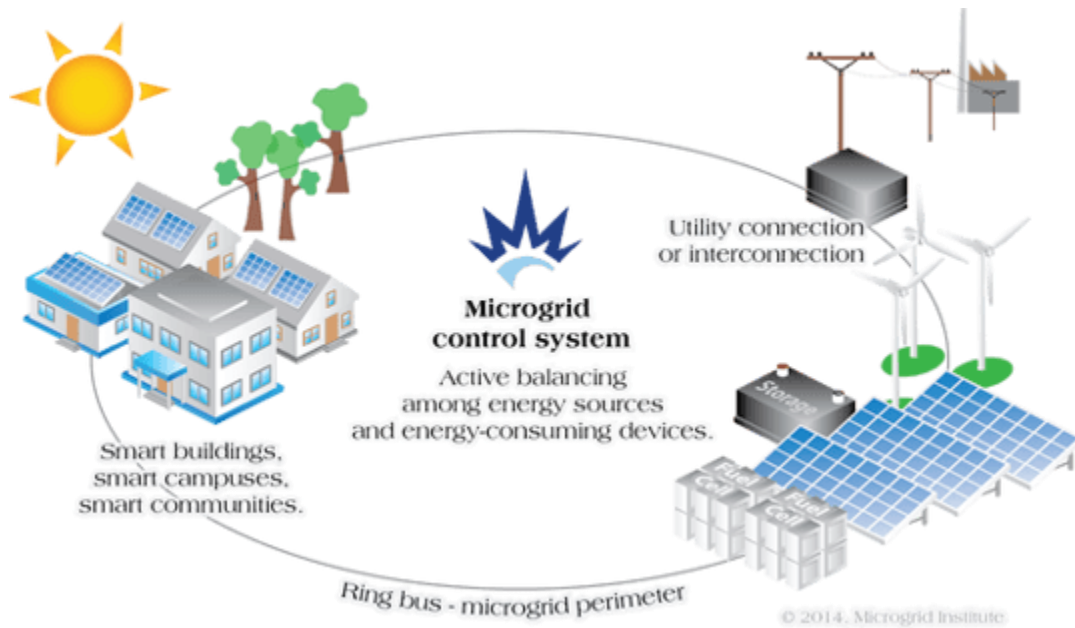 Utility connection
or interconnection
Microgrid
control system
Active balancing
among energy sources
and energy-consuming devices.
Storage
Smart buildings,
smart campuses,
smart communities.
Fuel
Cell
Fuel
Cell
Ring bus - microgrid perimeter
© 2014. Microgrid Institute